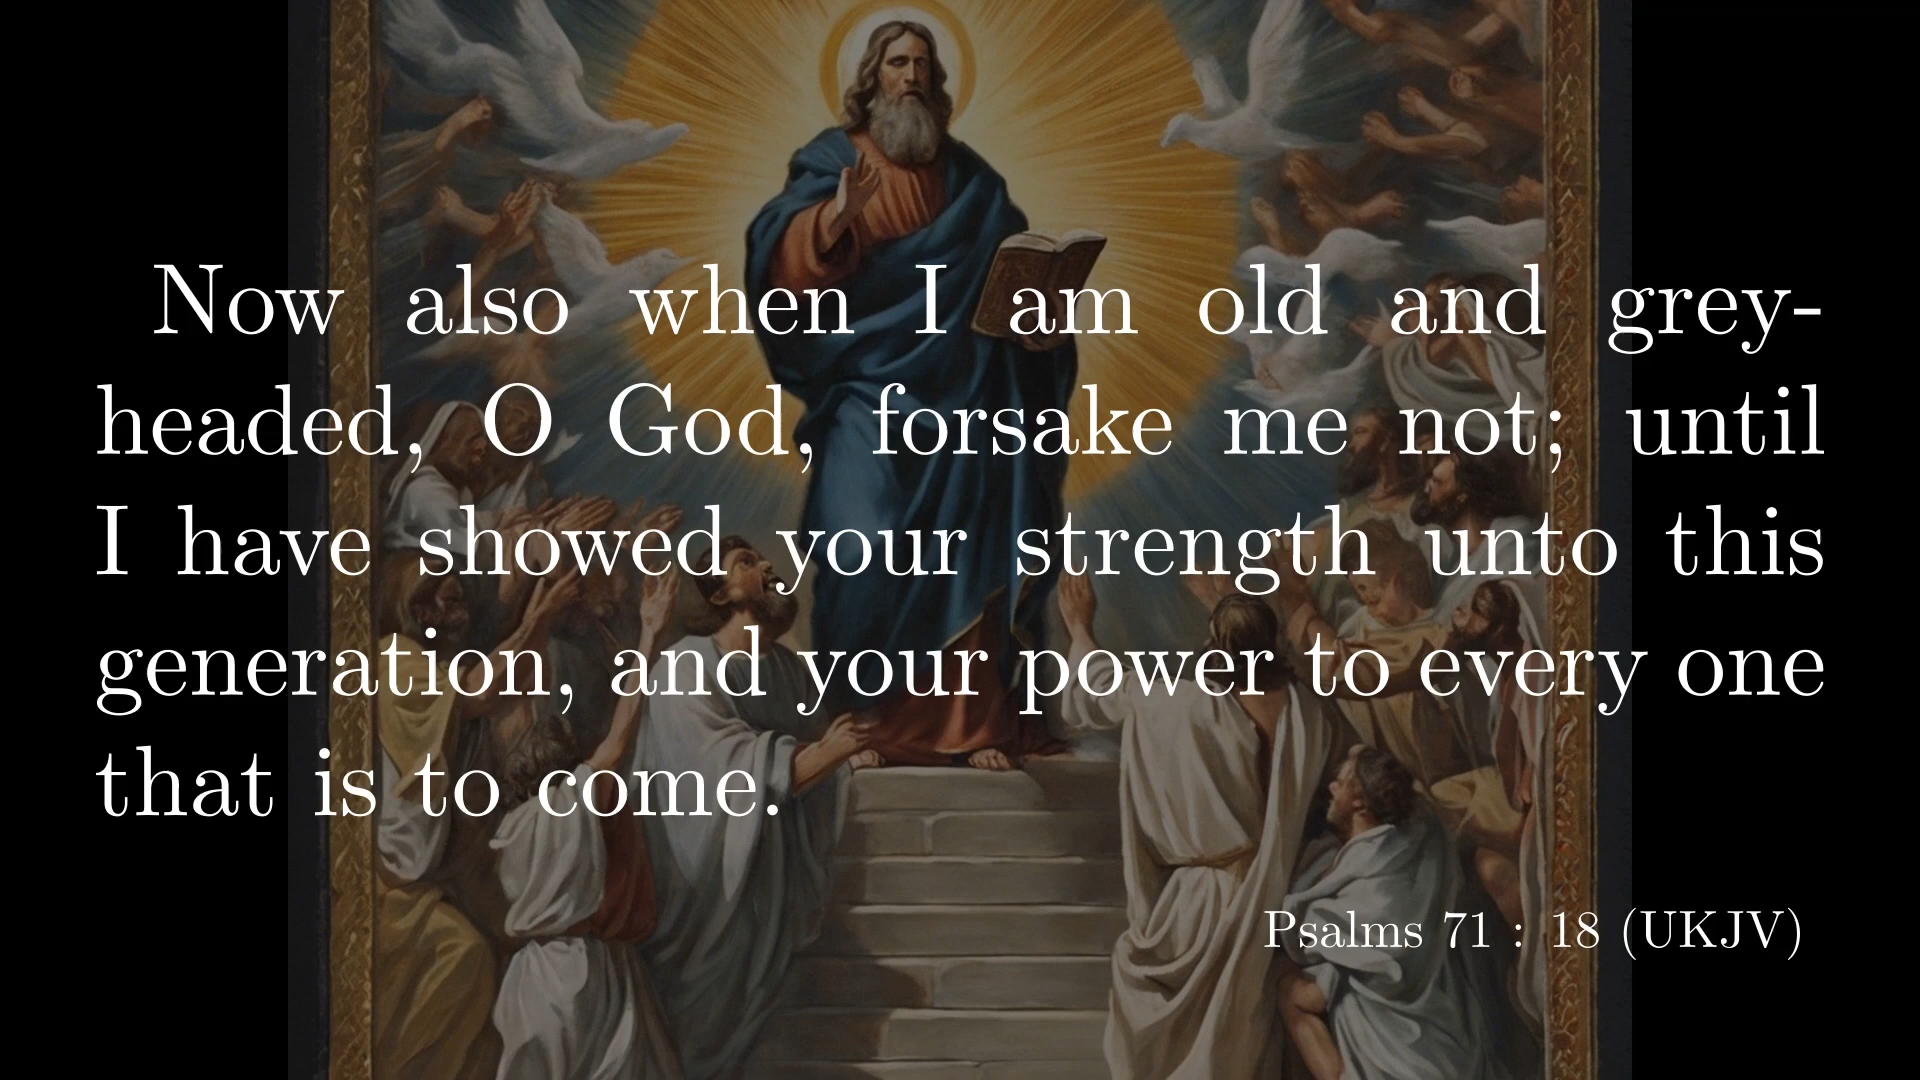 Now also when I am old and grey-
headed, O God, forsake me not; until
I have showed your strength unto this
generation, and your power to every one
that is to come.
Psalms 71 : 18 (UKJV)